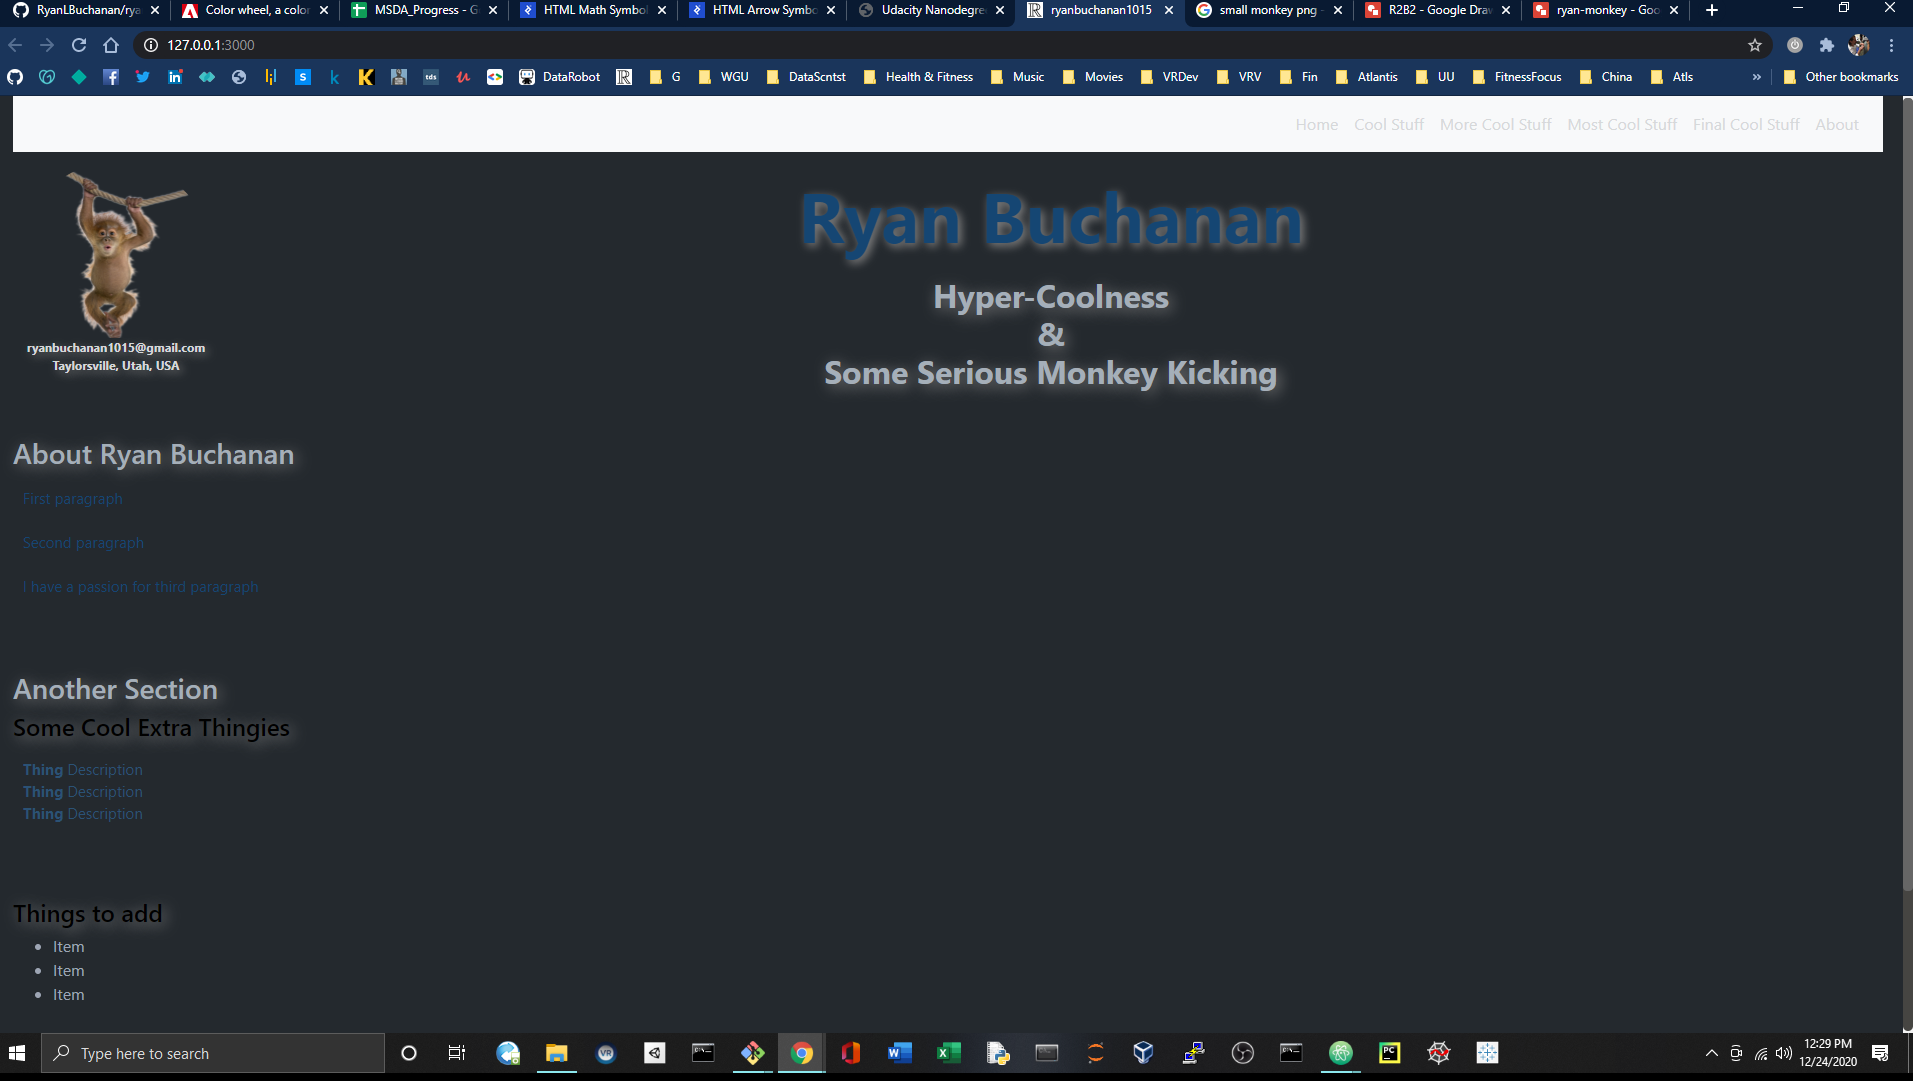 RyanLBuchanan/rya
Color wheel, a color
MSDA_Progress - G
HTML Math Symbol
HTML Arrow Symbo
Udacity Nanodegre
ryanbuchanan1015
small monkey png -
R2B2 - Google Draw
ryan-monkey - Goo
127.0.0.1:3000
DataRobot
G
WGU
DataScntst
Health & Fitness
Music
Movies
VRDev
VRV
Fin
Atlantis
UU
FitnessFocus
China
Atls
»
Other bookmarks
Home Cool Stuff More Cool Stuff Most Cool Stuff Final Cool Stuff About
Ryan Buchanan
Hyper-Coolness
&
Some Serious Monkey Kicking
ryanbuchanan1015@gmail.com
Taylorsville, Utah, USA
About Ryan Buchanan
First paragraph
Second paragraph
I have a passion for third paragraph
Another Section
Some Cool Extra Thingies
Thing Description
Thing Description
Thing Description
Things to add
Item
Item
Item
Type here to search
12:29 PM
12/24/2020